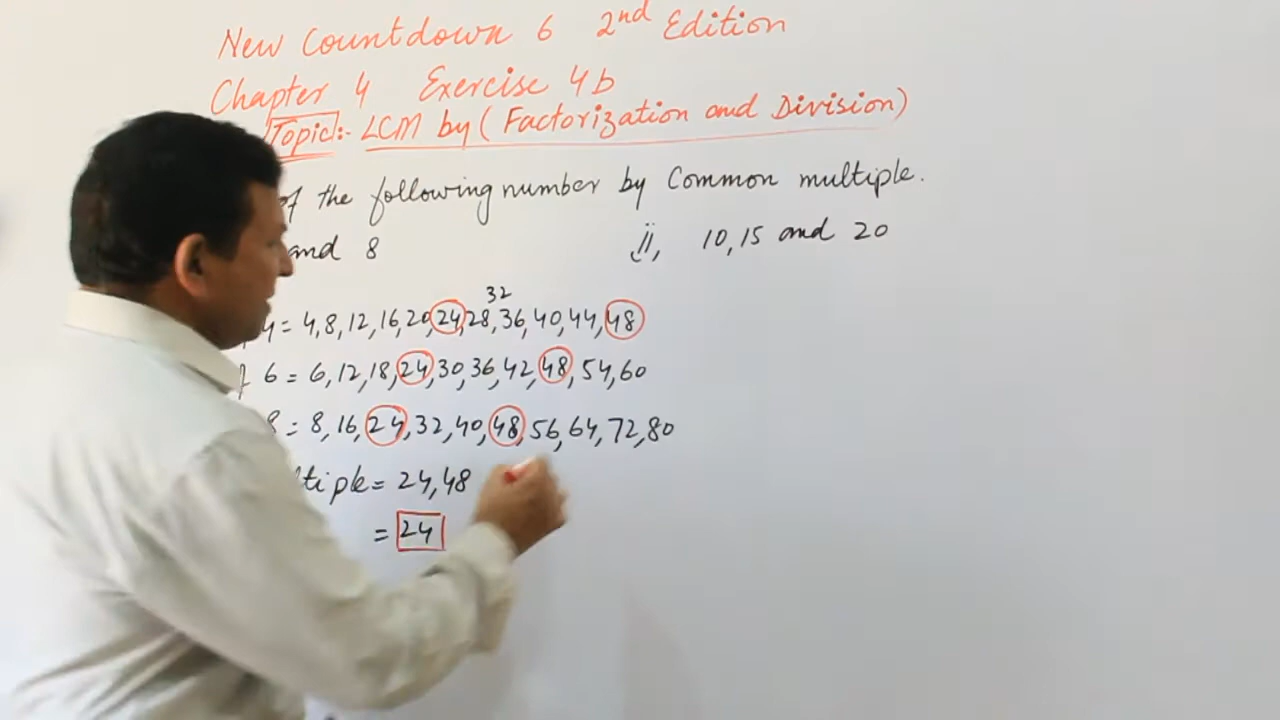 New Countdown 6 2nd Edition
Chapter 4 Exercise 4b
Topic:- LCM by (Factorization and Division)
of the following number by Common multiple.
and 8 ii, 10,15 and 20
32
4 = 4,8,12,16,20,24,28,36,40,44,48
f 6 = 6,12,18,24,30,36,42,48,54,60
8 = 8,16,24,32,40,48,56,64,72,80
tiple = 24,48
= 24